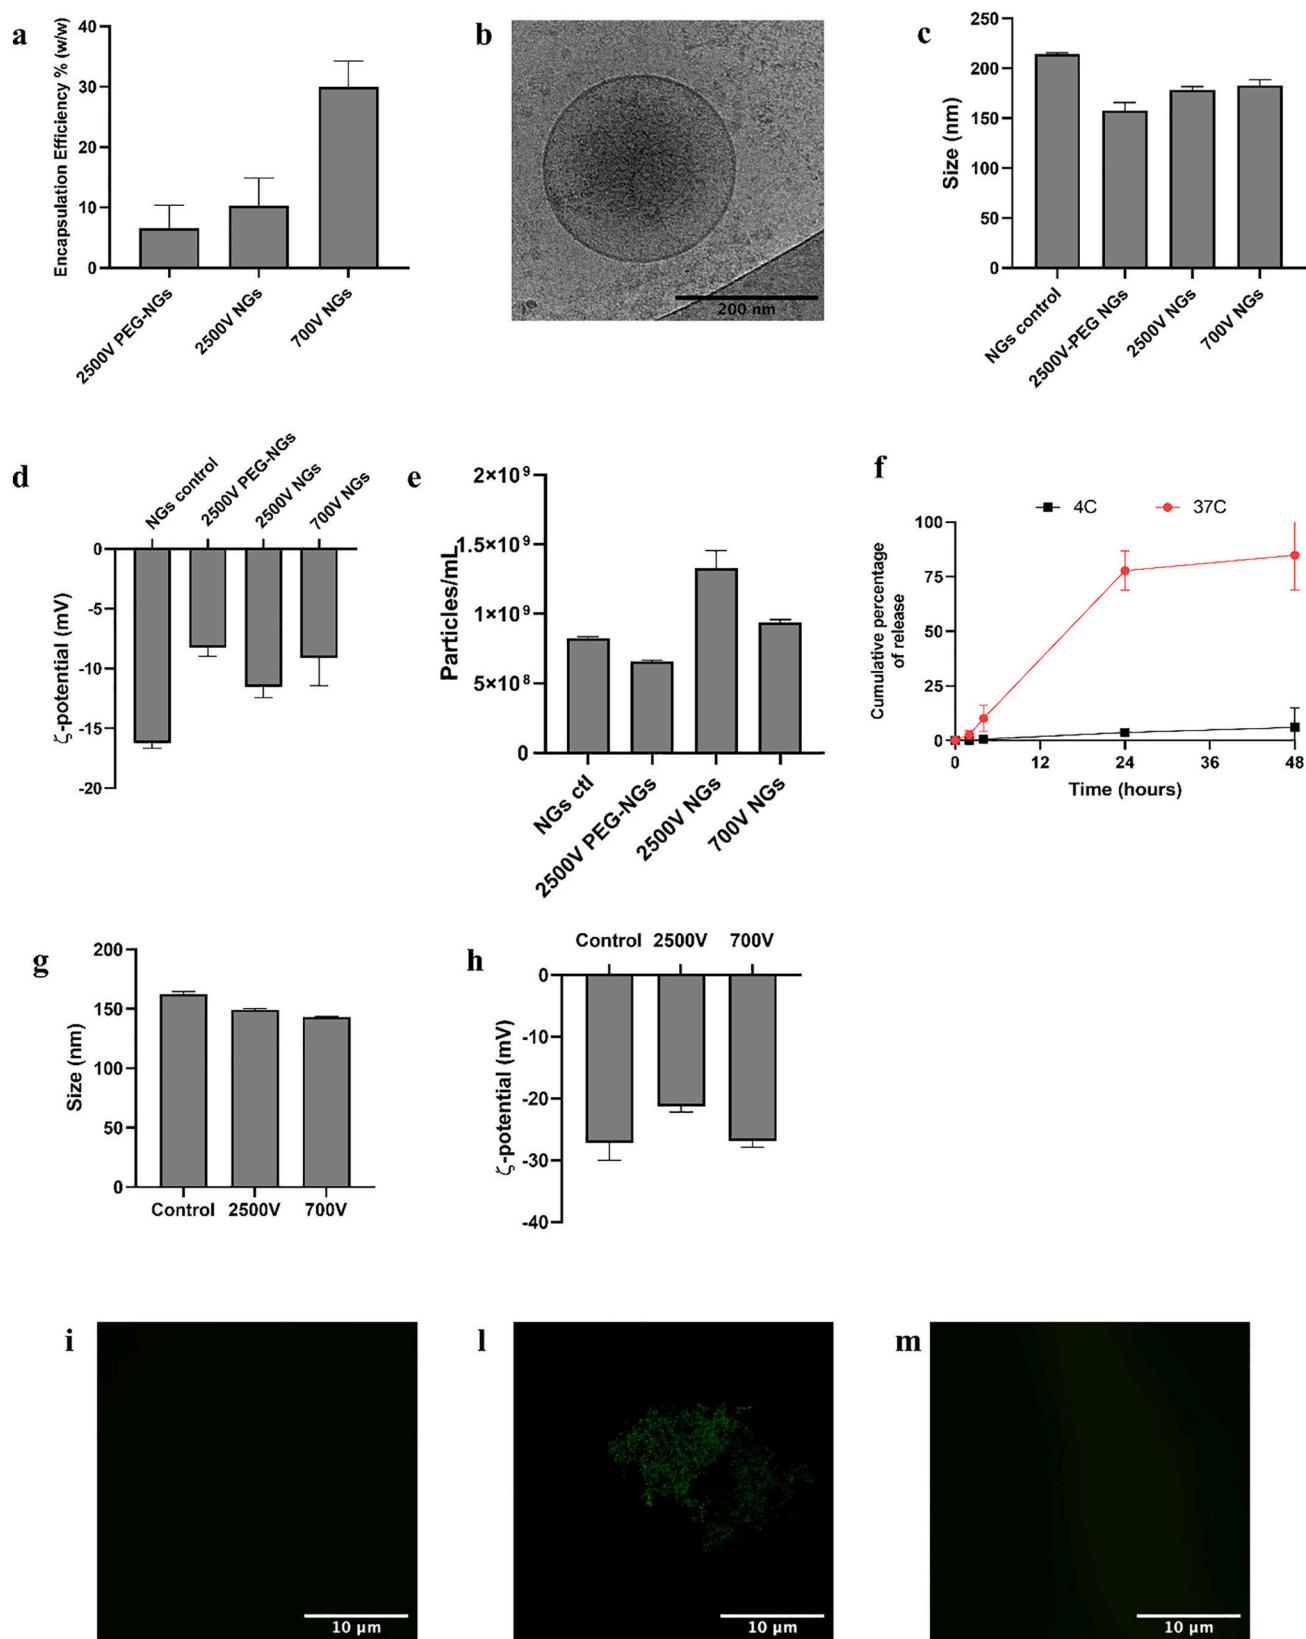 a
Encapsulation Efficiency % (w/w)
40
30
20
10
0
2500V PEG-NGs
2500V NGs
700V NGs
b
200 nm
c
Size (nm)
250
200
150
100
50
0
NGs control
2500V-PEG NGs
2500V NGs
700V NGs
d
NGs control
2500V PEG-NGs
2500V NGs
700V NGs
ζ-potential (mV)
0
-5
-10
-15
-20
e
Particles/mL
2×10⁹
1.5×10⁹
1×10⁹
5×10⁸
0
NGs ctl
2500V PEG-NGs
2500V NGs
700V NGs
f
4C
37C
Cumulative percentage
of release
100
75
50
25
0
0
12
24
36
48
Time (hours)
g
Size (nm)
200
150
100
50
0
Control
2500V
700V
h
Control
2500V
700V
ζ-potential (mV)
0
-10
-20
-30
-40
i
10 µm
l
10 µm
m
10 µm